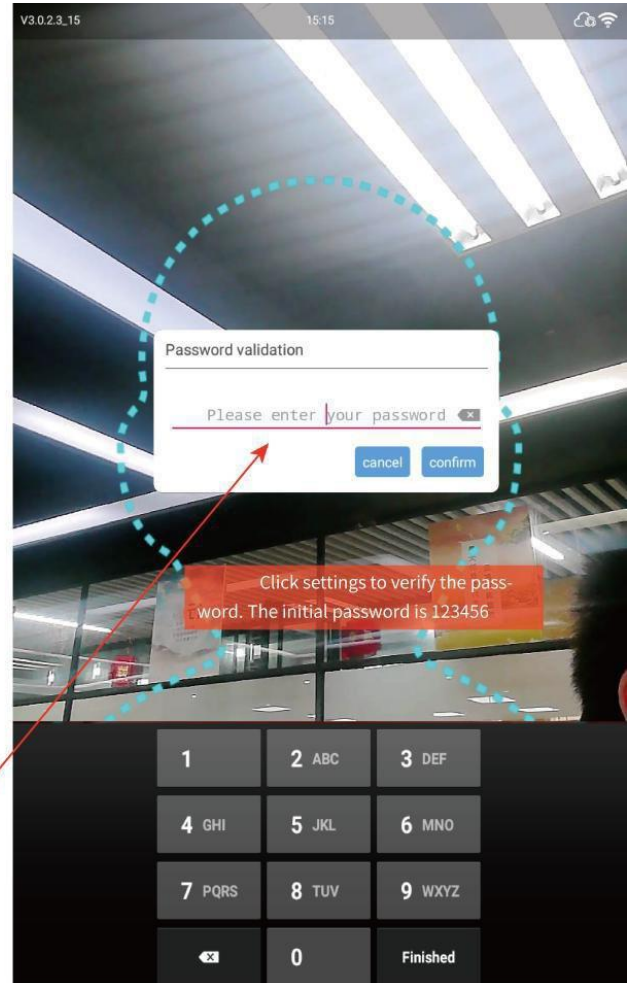 V3.0.2.3_15 15:15
Password validation
Please enter your password
cancel confirm
Click settings to verify the pass-
word. The initial password is 123456
1 2 ABC 3 DEF
4 GHI 5 JKL 6 MNO
7 PQRS 8 TUV 9 WXYZ
0 Finished